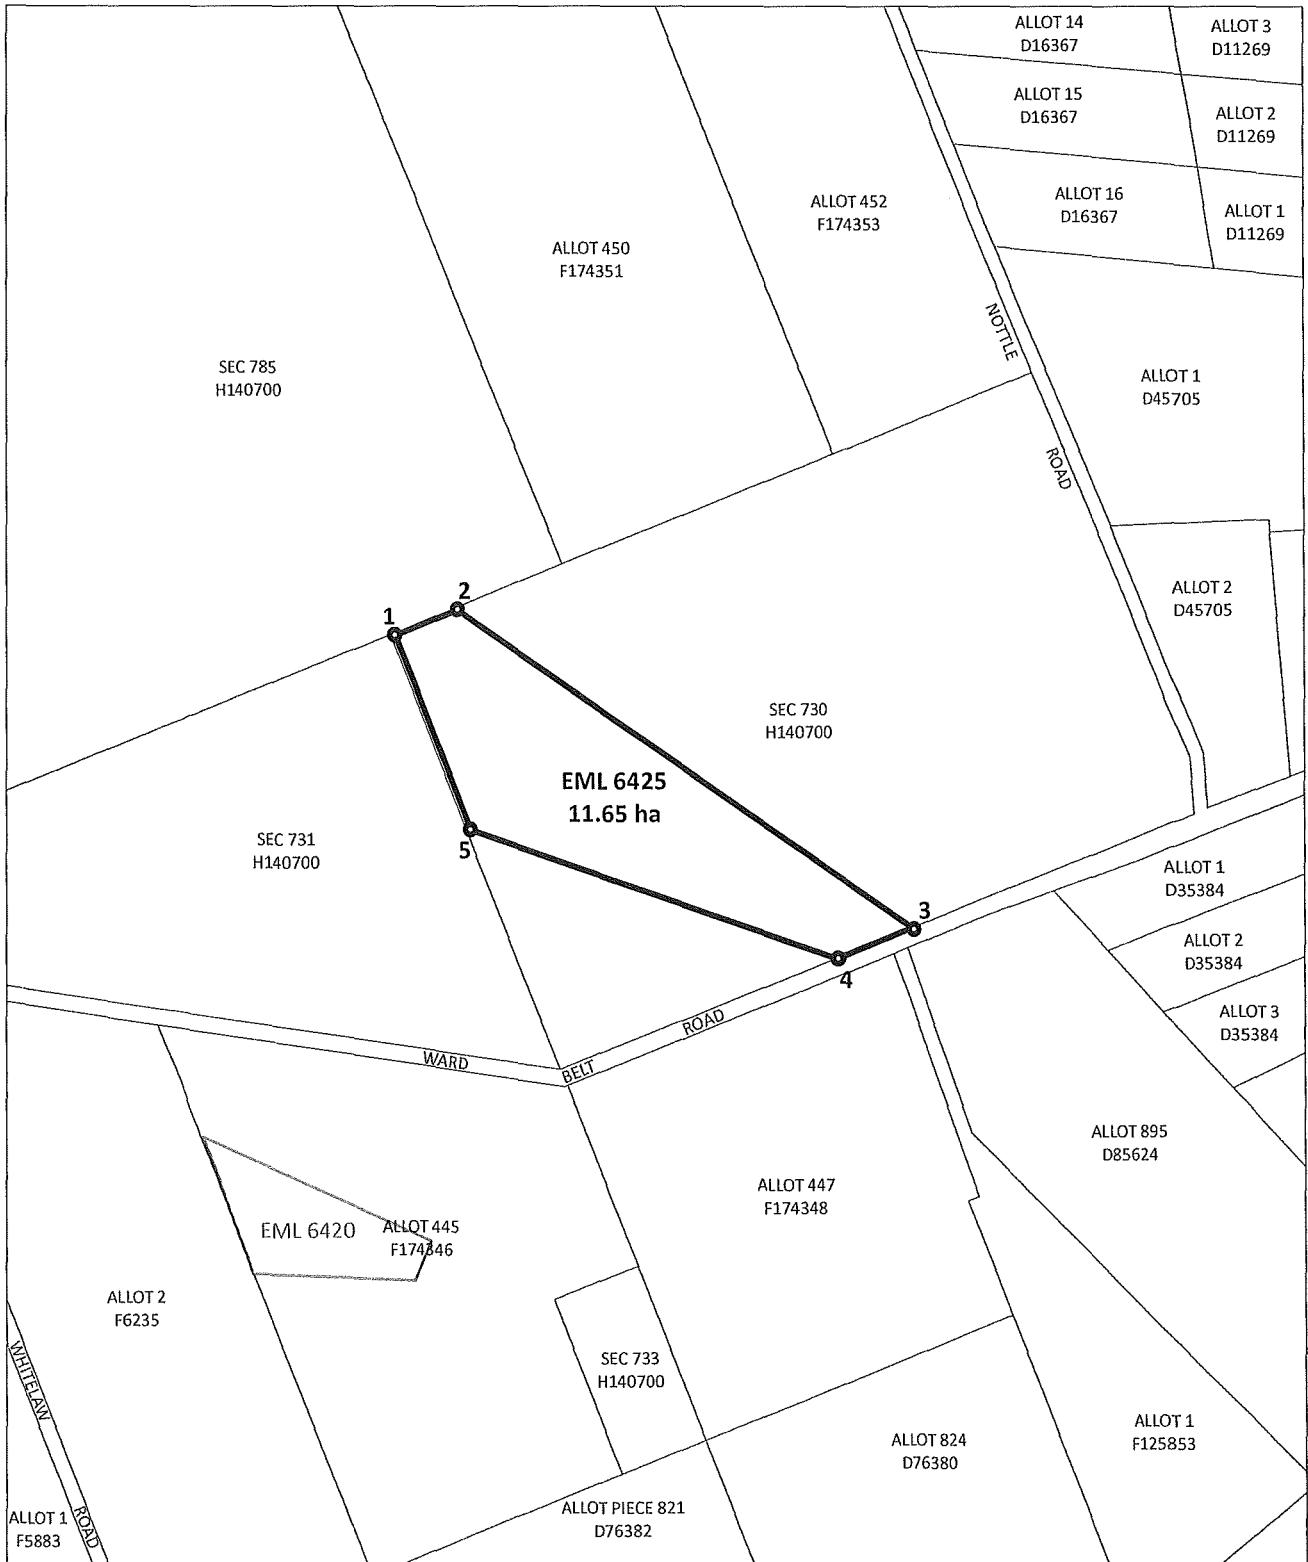 ALLOT 14
D16367
ALLOT 3
D11269
ALLOT 15
D16367
ALLOT 2
D11269
ALLOT 452
F174353
ALLOT 16
D16367
ALLOT 1
D11269
ALLOT 450
F174351
NOTTLE
ROAD
SEC 785
H140700
ALLOT 1
D45705
ALLOT 2
D45705
1
2
SEC 730
H140700
EML 6425
11.65 ha
SEC 731
H140700
5
3
4
ALLOT 1
D35384
ALLOT 2
D35384
ALLOT 3
D35384
WARD
BELT
ROAD
ALLOT 895
D85624
ALLOT 447
F174348
EML 6420
ALLOT 445
F174346
ALLOT 2
F6235
WHITELAW
ROAD
SEC 733
H140700
ALLOT 824
D76380
ALLOT 1
F125853
ALLOT PIECE 821
D76382
ALLOT 1
F5883